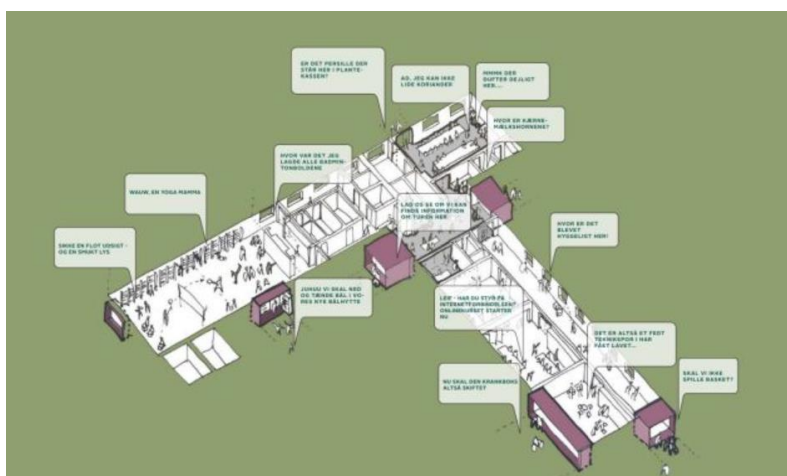 ER DET PERSILLE DER
STÅR HER I PLANTE-
KASSEN?
AD, JEG KAN IKKE
LIDE KORIANDER
MMMM DER
DUFTER DEJLIGT
HER...
HVOR ER KÆRNE-
MÆLKSHORNENE?
HVOR VAR DET JEG
LAGDE ALLE BADMIN-
TONBOLDENE
WAUW, EN YOGA MAMMA
LAD OS SE OM VI KAN
FINDE INFORMATION
OM TUREN HER
HVOR ER DET
BLEVET
HYGGELIGT HER!
SIKKE EN FLOT UDSIGT -
OG EN SMUKT LYS
JUHUU VI SKAL NED
OG TÆNDE BÅL I VO-
RES NYE BÅLHYTTE
LEIF - HAR DU STYR PÅ
INTERNETFORBINDELSEN?
ONLINEKURSET STARTER
NU
DET ER ALTSÅ ET FEDT
TEKNIKSPOR I HAR
FÅET LAVET...
NU SKAL DEN KRANKBOKS
ALTSÅ SKIFTET
SKAL VI IKKE
SPILLE BASKET?